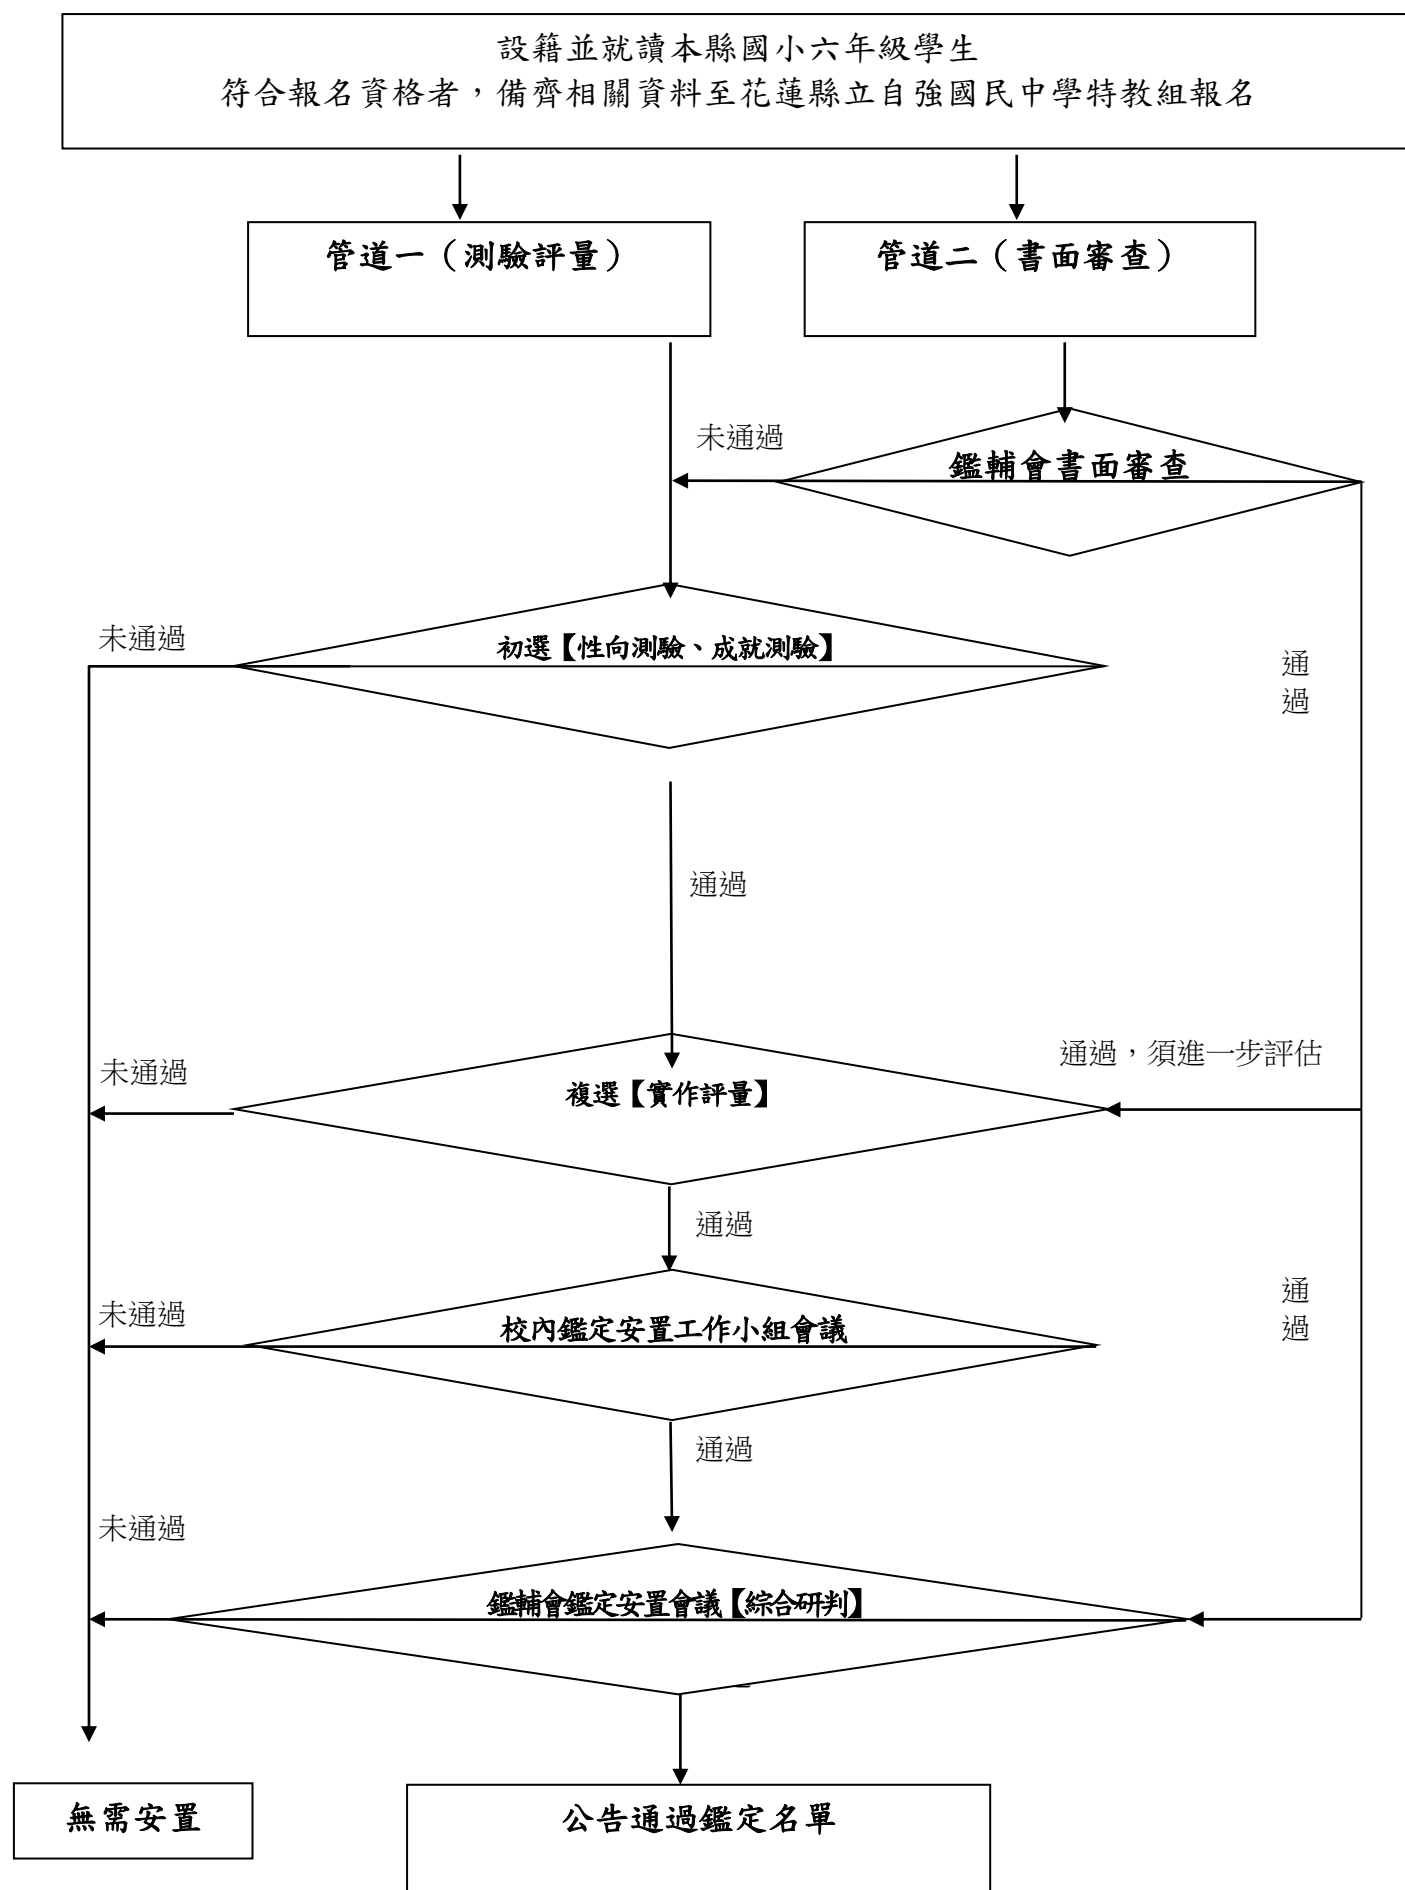 設籍並就讀本縣國小六年級學生
符合報名資格者，備齊相關資料至花蓮縣立自強國民中學特教組報名
管道一（測驗評量）
管道二（書面審查）
未通過
鑑輔會書面審查
未通過
初選【性向測驗、成就測驗】
通
過
通過
通過，須進一步評估
未通過
複選【實作評量】
通過
通
過
未通過
校內鑑定安置工作小組會議
通過
未通過
鑑輔會鑑定安置會議【綜合研判】
無需安置
公告通過鑑定名單